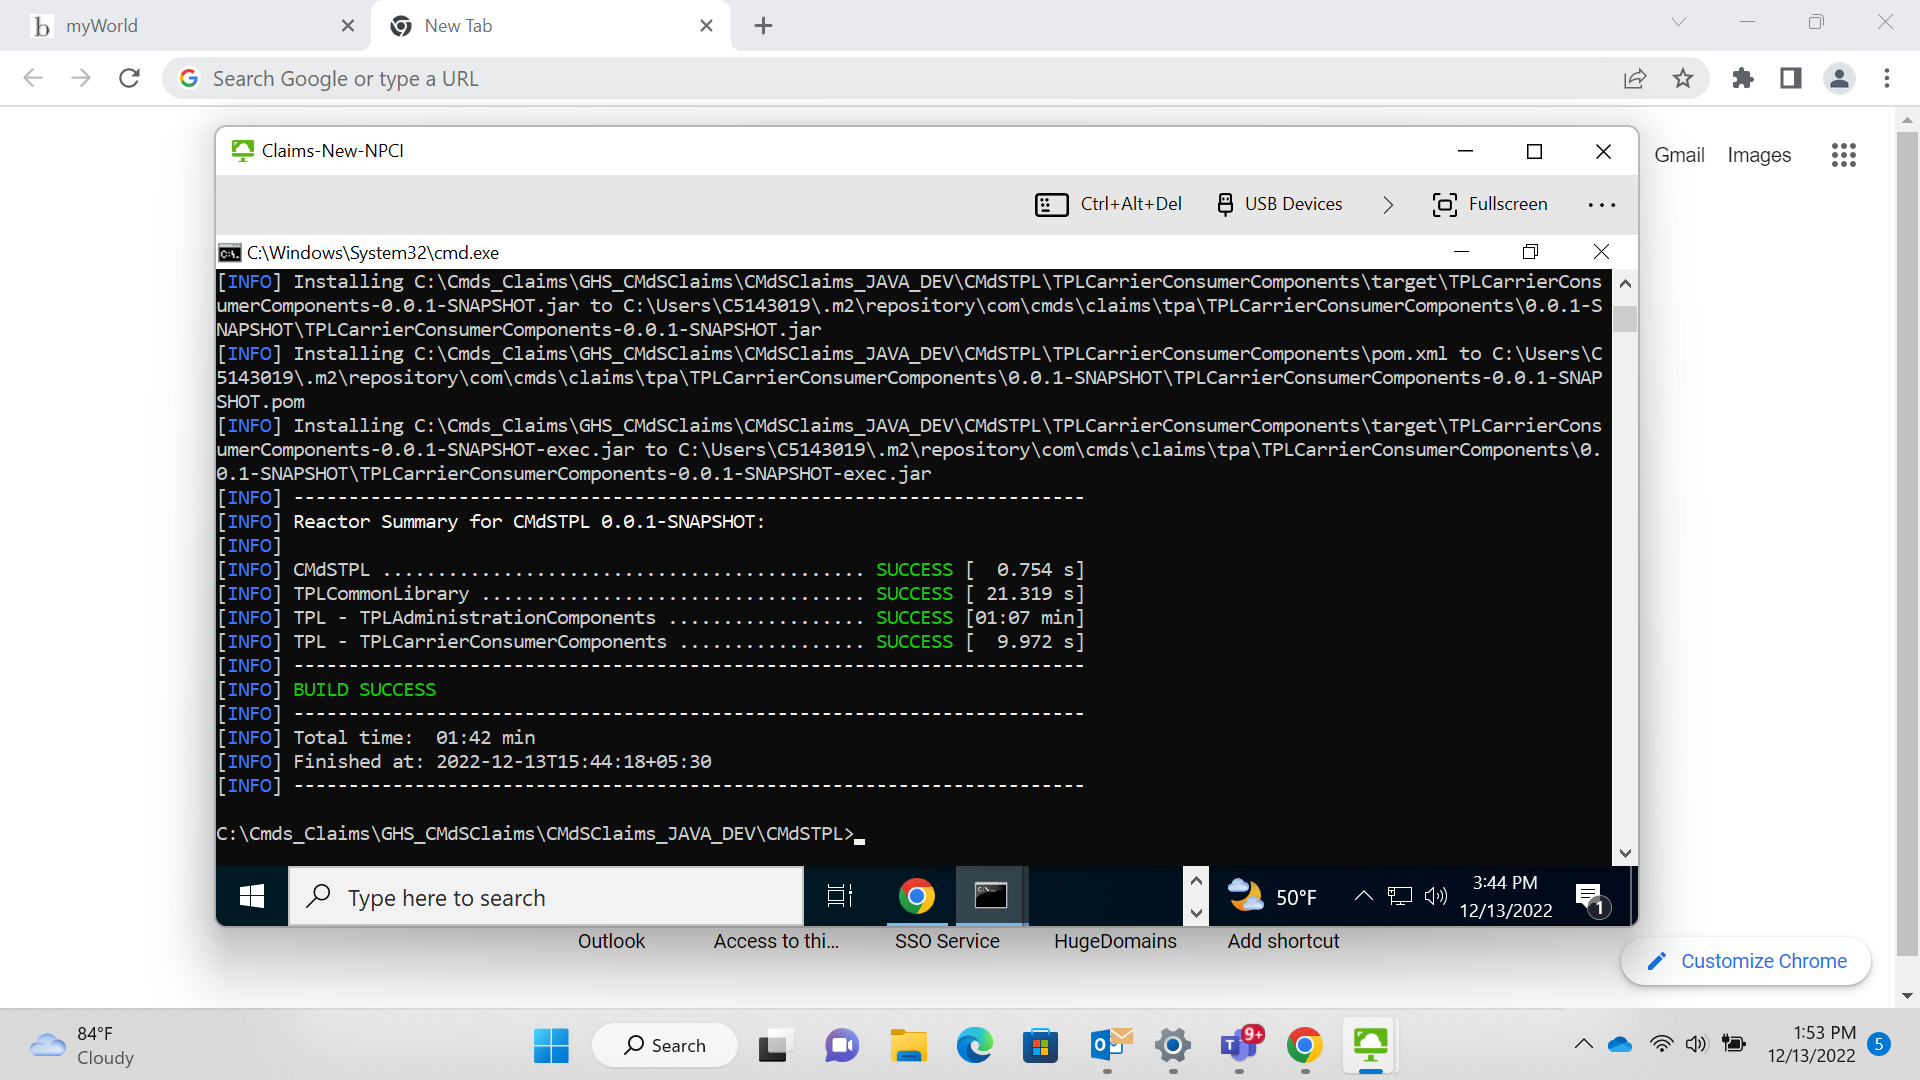 myWorld
New Tab
Search Google or type a URL
Claims-New-NPCI
Gmail Images
Ctrl+Alt+Del USB Devices Fullscreen
C:\Windows\System32\cmd.exe
[INFO] Installing C:\Cmds_Claims\GHS_CMdSClaims\CMdSClaims_JAVA_DEV\CMdSTPL\TPLCarrierConsumerComponents\target\TPLCarrierCons
umerComponents-0.0.1-SNAPSHOT.jar to C:\Users\C5143019\.m2\repository\com\cmds\claims\tpa\TPLCarrierConsumerComponents\0.0.1-S
NAPSHOT\TPLCarrierConsumerComponents-0.0.1-SNAPSHOT.jar
[INFO] Installing C:\Cmds_Claims\GHS_CMdSClaims\CMdSClaims_JAVA_DEV\CMdSTPL\TPLCarrierConsumerComponents\pom.xml to C:\Users\C
5143019\.m2\repository\com\cmds\claims\tpa\TPLCarrierConsumerComponents\0.0.1-SNAPSHOT\TPLCarrierConsumerComponents-0.0.1-SNAP
SHOT.pom
[INFO] Installing C:\Cmds_Claims\GHS_CMdSClaims\CMdSClaims_JAVA_DEV\CMdSTPL\TPLCarrierConsumerComponents\target\TPLCarrierCons
umerComponents-0.0.1-SNAPSHOT-exec.jar to C:\Users\C5143019\.m2\repository\com\cmds\claims\tpa\TPLCarrierConsumerComponents\0.
0.1-SNAPSHOT\TPLCarrierConsumerComponents-0.0.1-SNAPSHOT-exec.jar
[INFO] ------------------------------------------------------------------------
[INFO] Reactor Summary for CMdSTPL 0.0.1-SNAPSHOT:
[INFO]
[INFO] CMdSTPL ............................................ SUCCESS [  0.754 s]
[INFO] TPLCommonLibrary ................................... SUCCESS [ 21.319 s]
[INFO] TPL - TPLAdministrationComponents .................. SUCCESS [01:07 min]
[INFO] TPL - TPLCarrierConsumerComponents ................. SUCCESS [  9.972 s]
[INFO] ------------------------------------------------------------------------
[INFO] BUILD SUCCESS
[INFO] ------------------------------------------------------------------------
[INFO] Total time:  01:42 min
[INFO] Finished at: 2022-12-13T15:44:18+05:30
[INFO] ------------------------------------------------------------------------
C:\Cmds_Claims\GHS_CMdSClaims\CMdSClaims_JAVA_DEV\CMdSTPL>
Type here to search
50°F
3:44 PM
12/13/2022
1
Outlook Access to thi... SSO Service HugeDomains Add shortcut
Customize Chrome
84°F
Cloudy
Search
9+
1:53 PM
12/13/2022
5